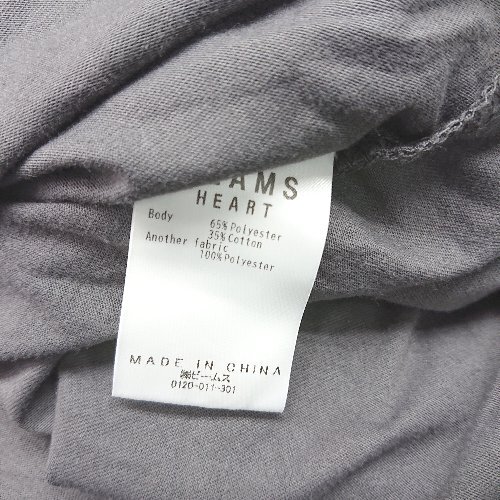 BEAMS
HEART
Body 65%Polyester
35%Cotton
Another fabric
100%Polyester
MADE IN CHINA
㈱ビームス
0120-011-301